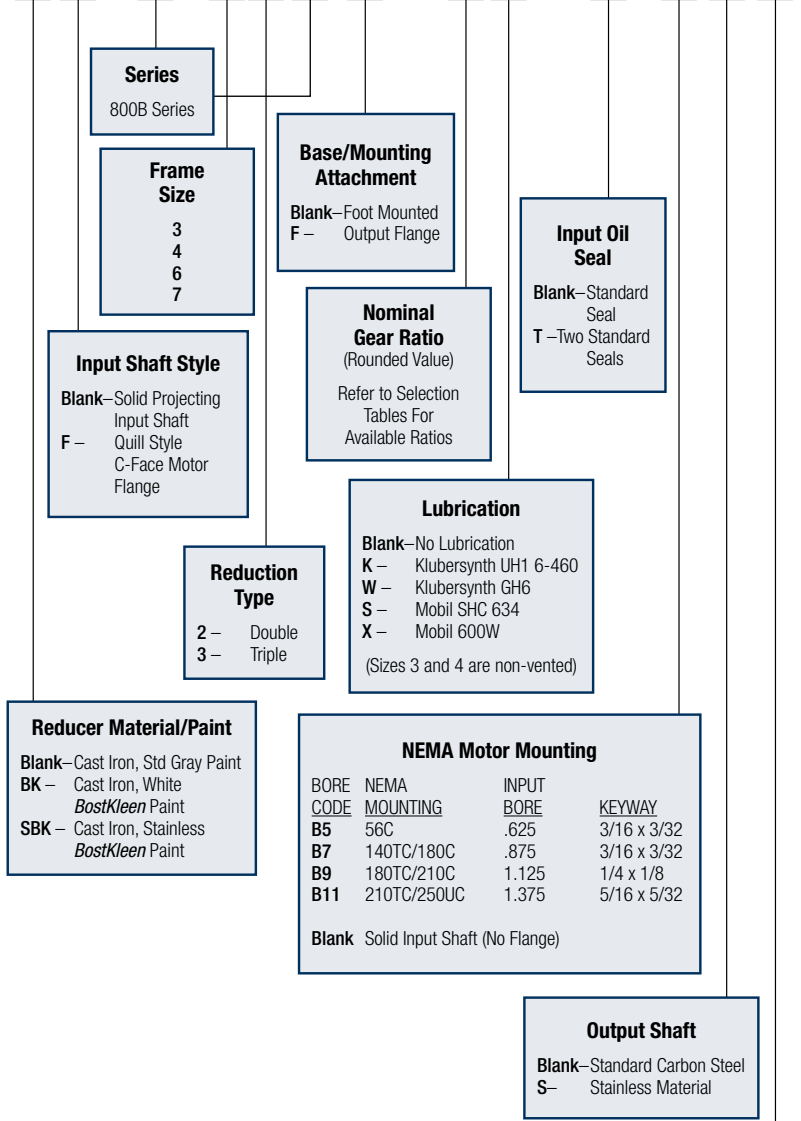 Series
800B Series
Frame
Size
3
4
6
7
Base/Mounting
Attachment
Blank–Foot Mounted
F – Output Flange
Input Oil
Seal
Blank–Standard
Seal
T –Two Standard
Seals
Nominal
Gear Ratio
(Rounded Value)
Refer to Selection
Tables For
Available Ratios
Input Shaft Style
Blank–Solid Projecting
Input Shaft
F – Quill Style
C-Face Motor
Flange
Lubrication
Blank–No Lubrication
K – Klubersynth UH1 6-460
W – Klubersynth GH6
S – Mobil SHC 634
X – Mobil 600W
(Sizes 3 and 4 are non-vented)
Reduction
Type
2 – Double
3 – Triple
Reducer Material/Paint
Blank–Cast Iron, Std Gray Paint
BK – Cast Iron, White
BostKleen Paint
SBK – Cast Iron, Stainless
BostKleen Paint
NEMA Motor Mounting
BORE NEMA INPUT
CODE MOUNTING BORE KEYWAY
B5 56C .625 3/16 x 3/32
B7 140TC/180C .875 3/16 x 3/32
B9 180TC/210C 1.125 1/4 x 1/8
B11 210TC/250UC 1.375 5/16 x 5/32
Blank Solid Input Shaft (No Flange)
Output Shaft
Blank–Standard Carbon Steel
S– Stainless Material